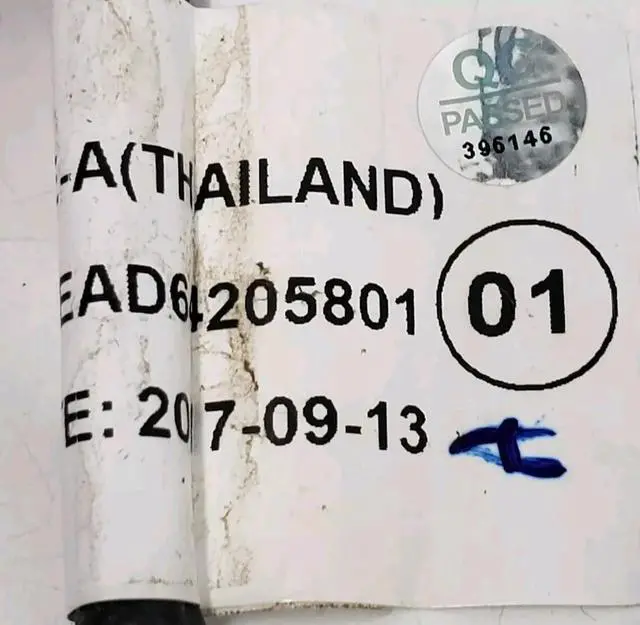 QC
PASSED
396146
-A(THAILAND)
EAD64205801
01
E: 2017-09-13